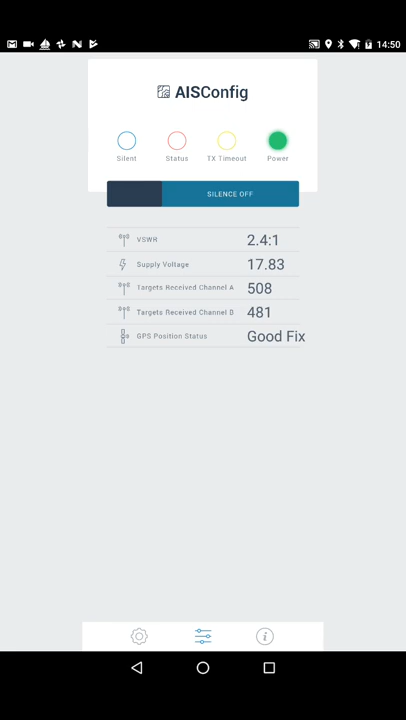 14:50
AISConfig
Silent Status TX Timeout Power
SILENCE OFF
VSWR 2.4:1
Supply Voltage 17.83
Targets Received Channel A 508
Targets Received Channel B 481
GPS Position Status Good Fix